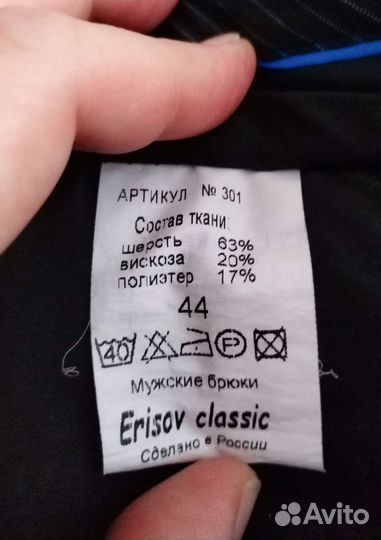 АРТИКУЛ № 301
Состав ткани:
шерсть 63%
вискоза 20%
полиэтер 17%
44
40 P
Мужские брюки
Erisov classic
Сделано в России
Avito